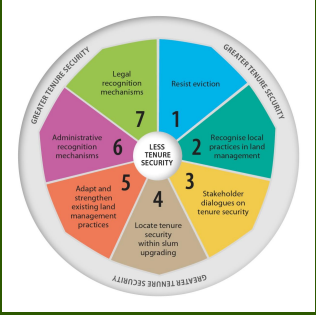 GREATER TENURE SECURITY
GREATER TENURE SECURITY
Legal
recognition
mechanisms
7
Resist eviction
1
Administrative
recognition
mechanisms
6
LESS
TENURE
SECURITY
2
Recognise local
practices in land
management
Adapt and
strengthen
existing land
management
practices
5
4
Locate tenure
security
within slum
upgrading
3
Stakeholder
dialogues on
tenure security
GREATER TENURE SECURITY